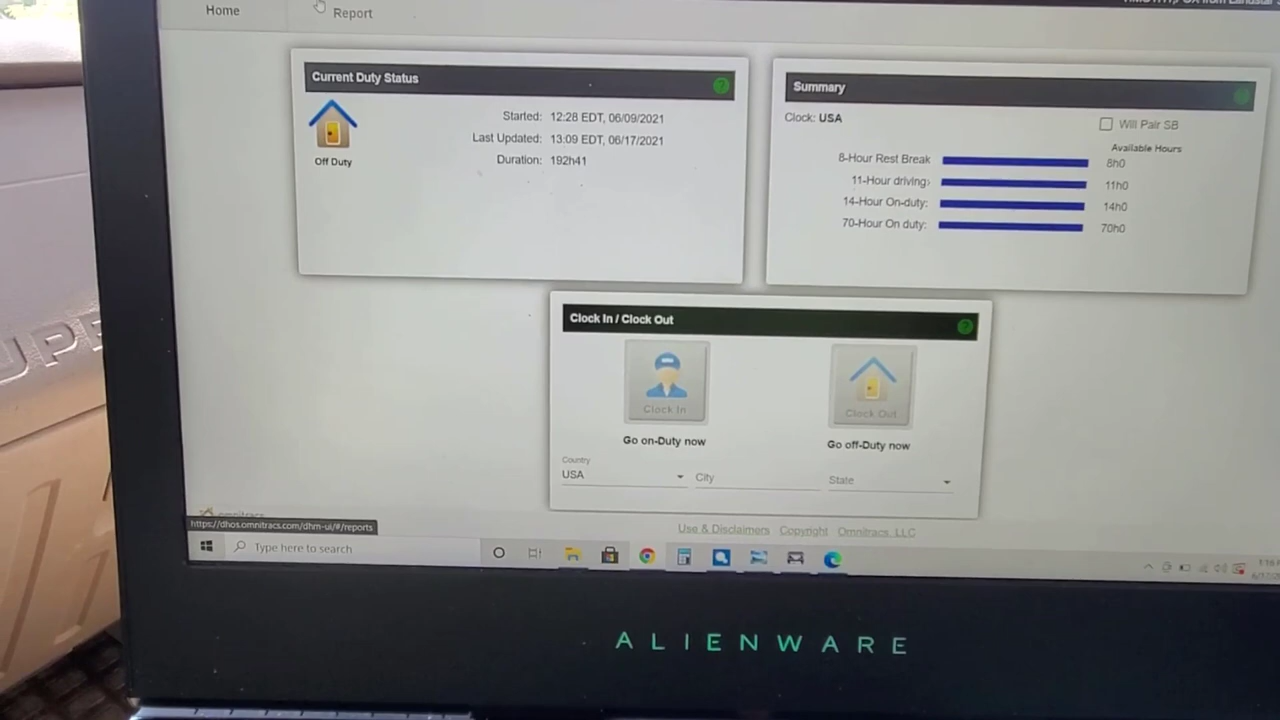 Home
Report
Current Duty Status
Off Duty
Started: 12:28 EDT, 06/09/2021
Last Updated: 13:09 EDT, 06/17/2021
Duration: 192h41
Summary
Clock: USA
Will Pair SB
Available Hours
8-Hour Rest Break 8h0
11-Hour driving: 11h0
14-Hour On-duty: 14h0
70-Hour On duty: 70h0
Clock In / Clock Out
Clock In
Clock Out
Go on-Duty now
Go off-Duty now
Country
USA
City
State
omnitracs
https://dhos.omnitracs.com/dhm-ui/#/reports
Use & Disclaimers Copyright Omnitracs, LLC
Type here to search
ALIENWARE